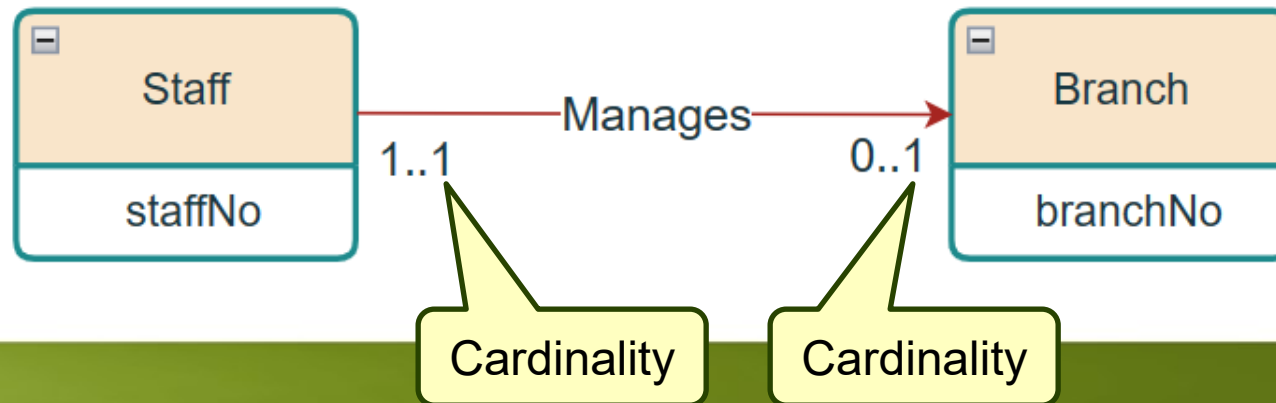 Staff
Manages
Branch
1..1
0..1
staffNo
branchNo
Cardinality
Cardinality